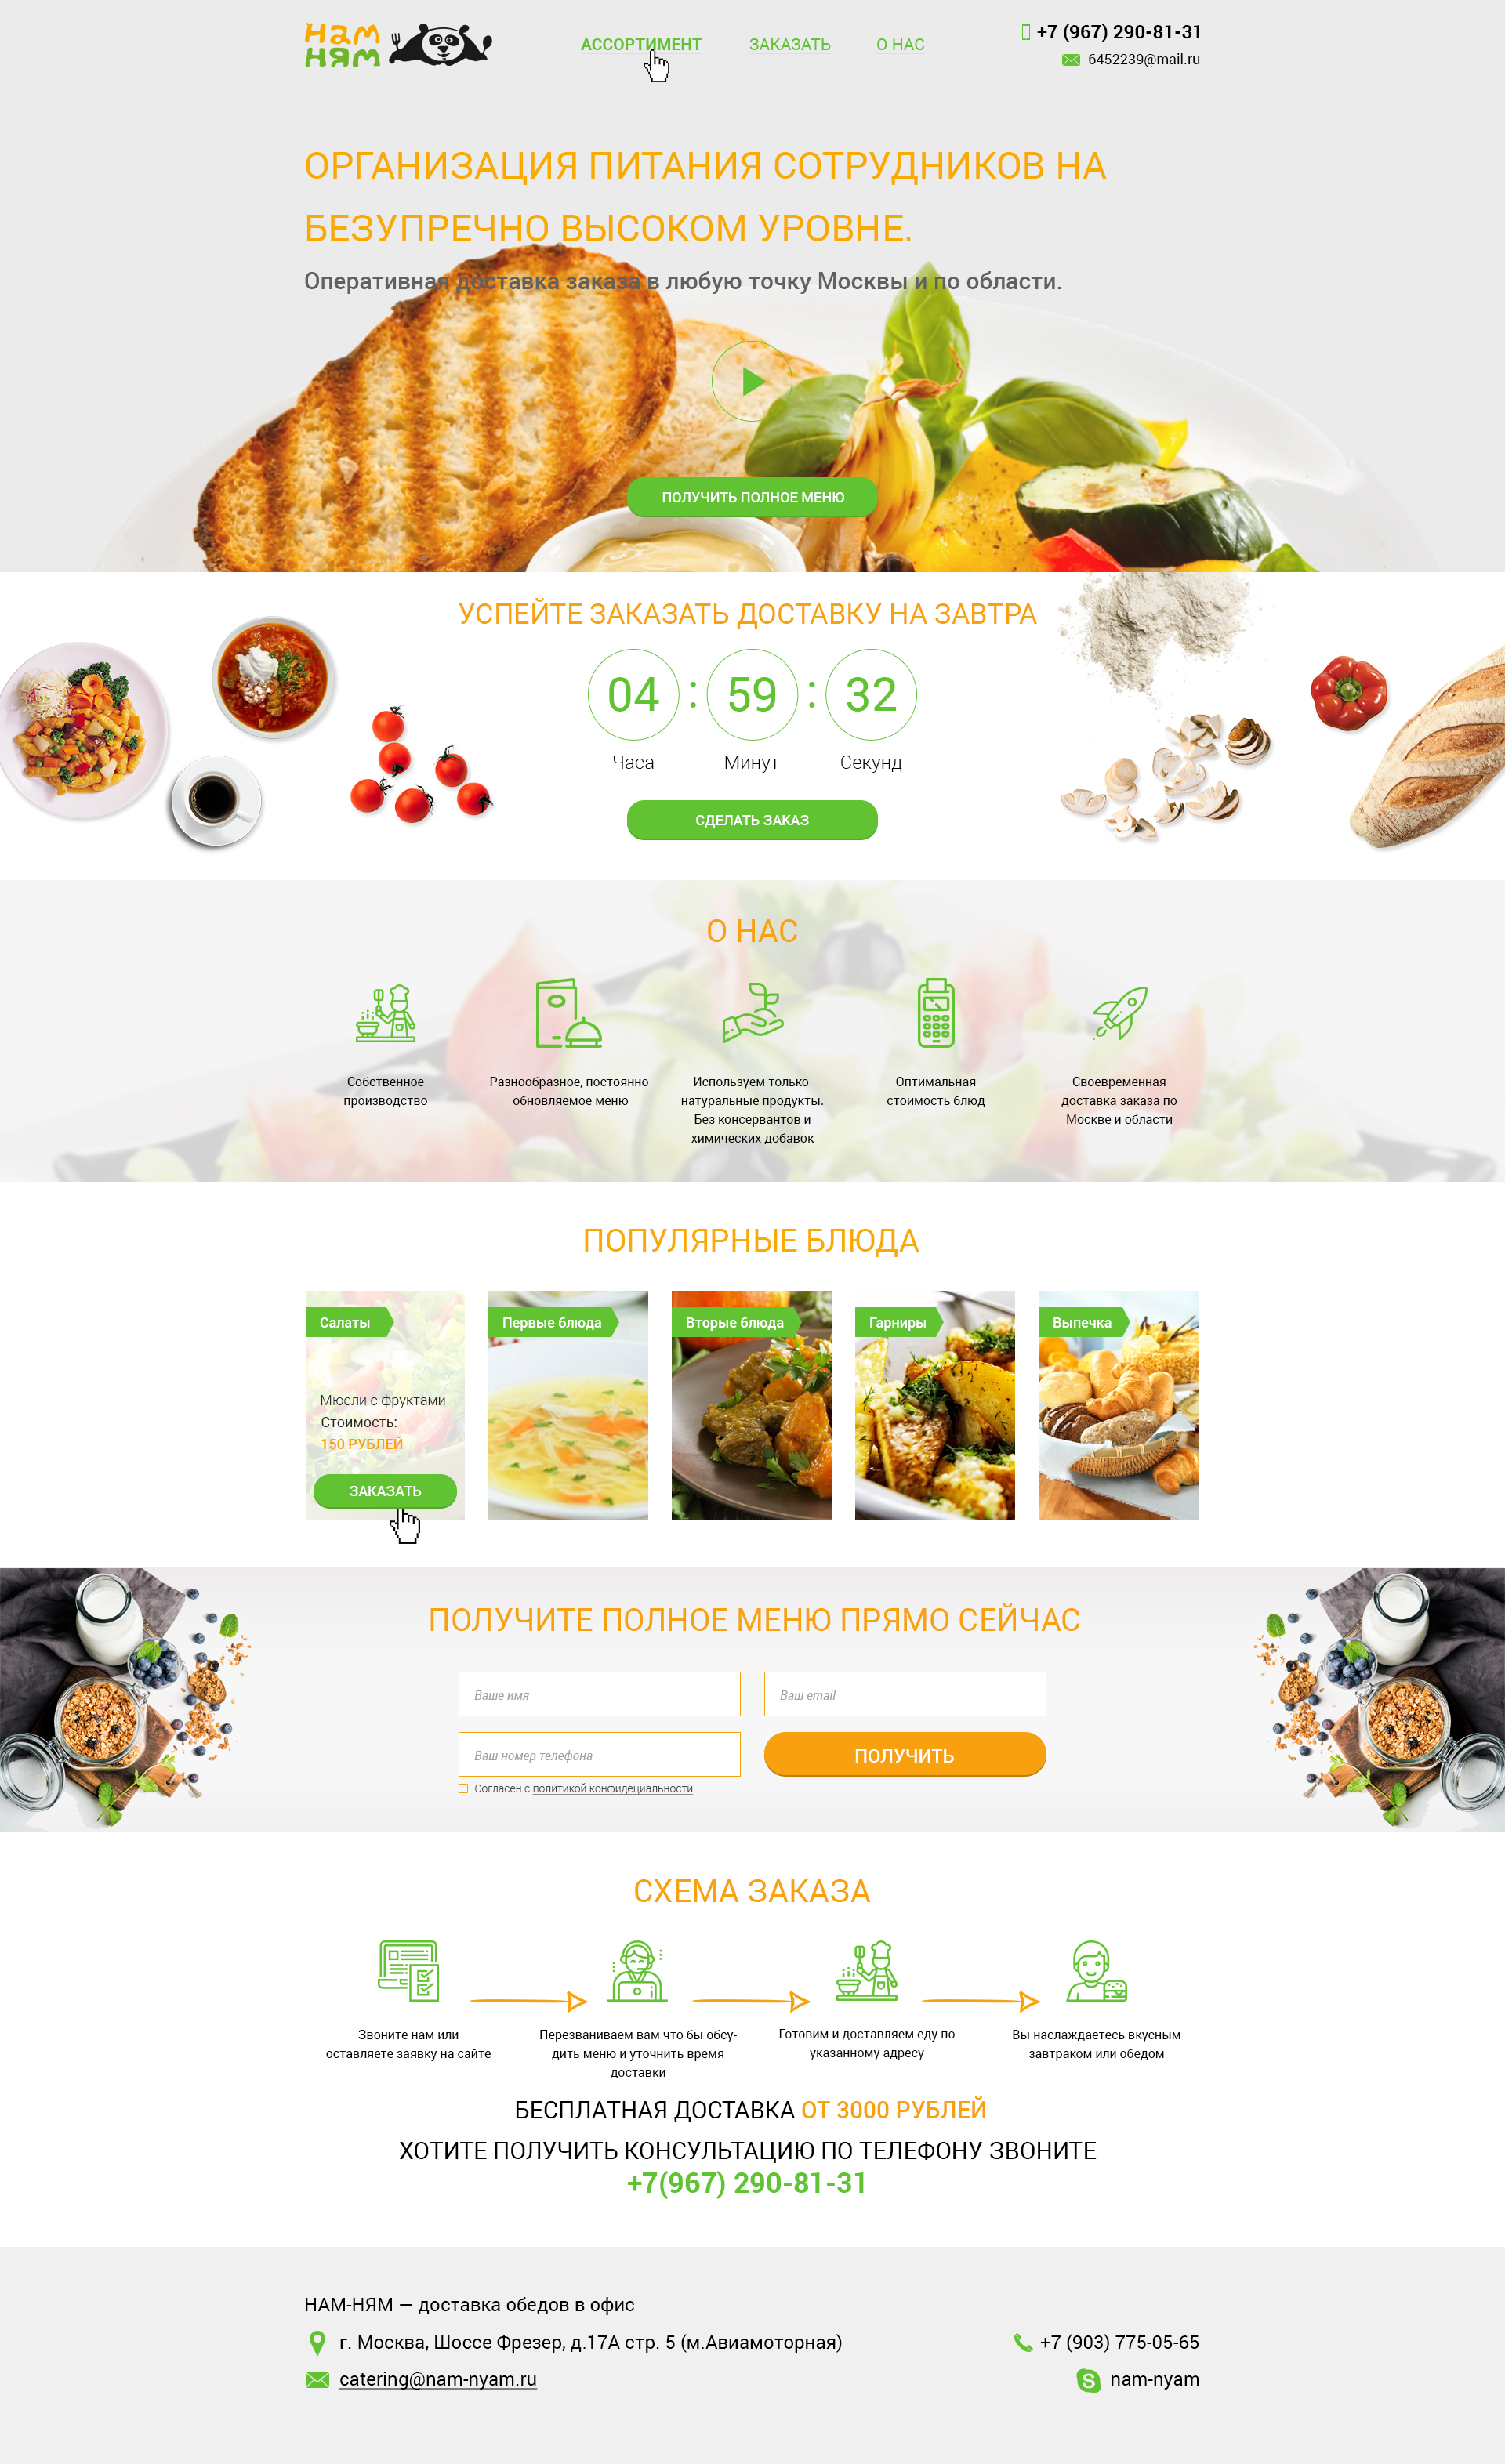 Нам
ням
АССОРТИМЕНТ
ЗАКАЗАТЬ
О НАС
+7 (967) 290-81-31
6452239@mail.ru
ОРГАНИЗАЦИЯ ПИТАНИЯ СОТРУДНИКОВ НА
БЕЗУПРЕЧНО ВЫСОКОМ УРОВНЕ.
Оперативная доставка заказа в любую точку Москвы и по области.
ПОЛУЧИТЬ ПОЛНОЕ МЕНЮ
УСПЕЙТЕ ЗАКАЗАТЬ ДОСТАВКУ НА ЗАВТРА
04 : 59 : 32
Часа
Минут
Секунд
СДЕЛАТЬ ЗАКАЗ
О НАС
Собственное
производство
Разнообразное, постоянно
обновляемое меню
Используем только
натуральные продукты.
Без консервантов и
химических добавок
Оптимальная
стоимость блюд
Своевременная
доставка заказа по
Москве и области
ПОПУЛЯРНЫЕ БЛЮДА
Салаты
Мюсли с фруктами
Стоимость:
150 РУБЛЕЙ
ЗАКАЗАТЬ
Первые блюда
Вторые блюда
Гарниры
Выпечка
ПОЛУЧИТЕ ПОЛНОЕ МЕНЮ ПРЯМО СЕЙЧАС
Ваше имя
Ваш email
Ваш номер телефона
ПОЛУЧИТЬ
Согласен с политикой конфидециальности
СХЕМА ЗАКАЗА
Звоните нам или
оставляете заявку на сайте
Перезваниваем вам что бы обсу-
дить меню и уточнить время
доставки
Готовим и доставляем еду по
указанному адресу
Вы наслаждаетесь вкусным
завтраком или обедом
БЕСПЛАТНАЯ ДОСТАВКА ОТ 3000 РУБЛЕЙ
ХОТИТЕ ПОЛУЧИТЬ КОНСУЛЬТАЦИЮ ПО ТЕЛЕФОНУ ЗВОНИТЕ
+7(967) 290-81-31
НАМ-НЯМ — доставка обедов в офис
г. Москва, Шоссе Фрезер, д.17А стр. 5 (м.Авиамоторная)
+7 (903) 775-05-65
catering@nam-nyam.ru
nam-nyam